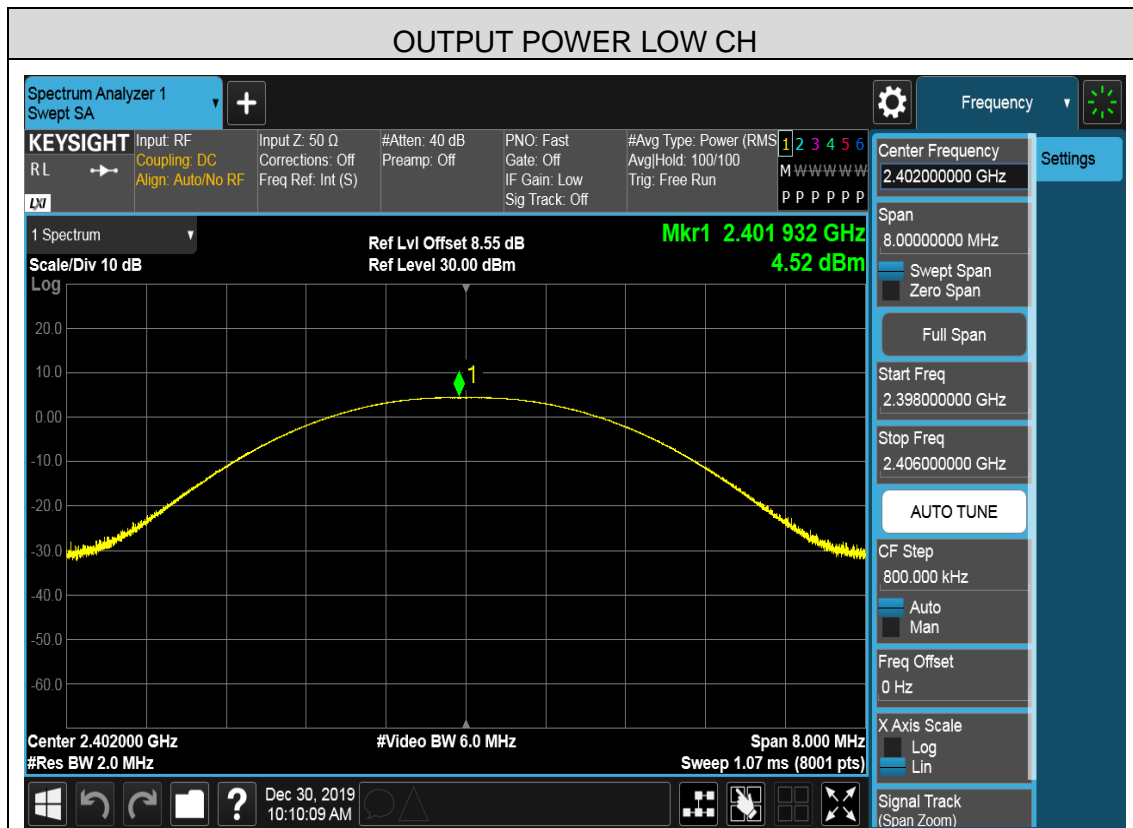 OUTPUT POWER LOW CH
Spectrum Analyzer 1
Swept SA
Frequency
KEYSIGHT
RL
LXI
Input: RF
Coupling: DC
Align: Auto/No RF
Input Z: 50 Ω
Corrections: Off
Freq Ref: Int (S)
#Atten: 40 dB
Preamp: Off
PNO: Fast
Gate: Off
IF Gain: Low
Sig Track: Off
#Avg Type: Power (RMS
Avg|Hold: 100/100
Trig: Free Run
1 2 3 4 5 6
M W W W W W
P P P P P P
1 Spectrum
Scale/Div 10 dB
Log
Ref Lvl Offset 8.55 dB
Ref Level 30.00 dBm
Mkr1 2.401 932 GHz
4.52 dBm
20.0
10.0
0.00
-10.0
-20.0
-30.0
-40.0
-50.0
-60.0
1
Center 2.402000 GHz
#Res BW 2.0 MHz
#Video BW 6.0 MHz
Span 8.000 MHz
Sweep 1.07 ms (8001 pts)
Center Frequency
2.402000000 GHz
Settings
Span
8.00000000 MHz
Swept Span
Zero Span
Full Span
Start Freq
2.398000000 GHz
Stop Freq
2.406000000 GHz
AUTO TUNE
CF Step
800.000 kHz
Auto
Man
Freq Offset
0 Hz
X Axis Scale
Log
Lin
Signal Track
(Span Zoom)
?
Dec 30, 2019
10:10:09 AM